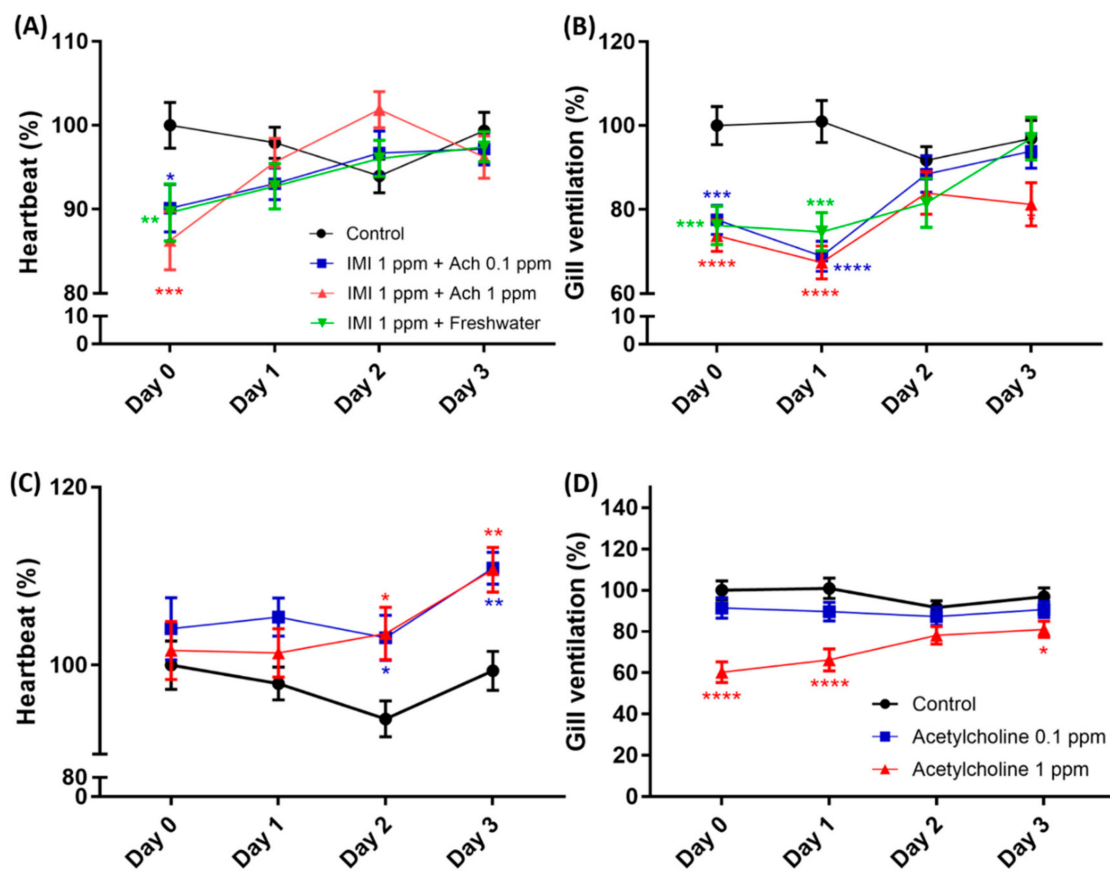 (A)
Heartbeat (%)
110
100
90
80
10
0
*
**
***
Control
IMI 1 ppm + Ach 0.1 ppm
IMI 1 ppm + Ach 1 ppm
IMI 1 ppm + Freshwater
Day 0
Day 1
Day 2
Day 3
(B)
Gill ventilation (%)
120
100
80
60
10
0
***
***
****
***
****
****
*
Day 0
Day 1
Day 2
Day 3
(C)
Heartbeat (%)
120
100
80
0
*
*
**
**
Day 0
Day 1
Day 2
Day 3
(D)
Gill ventilation (%)
140
120
100
80
60
40
20
0
****
****
*
Control
Acetylcholine 0.1 ppm
Acetylcholine 1 ppm
Day 0
Day 1
Day 2
Day 3